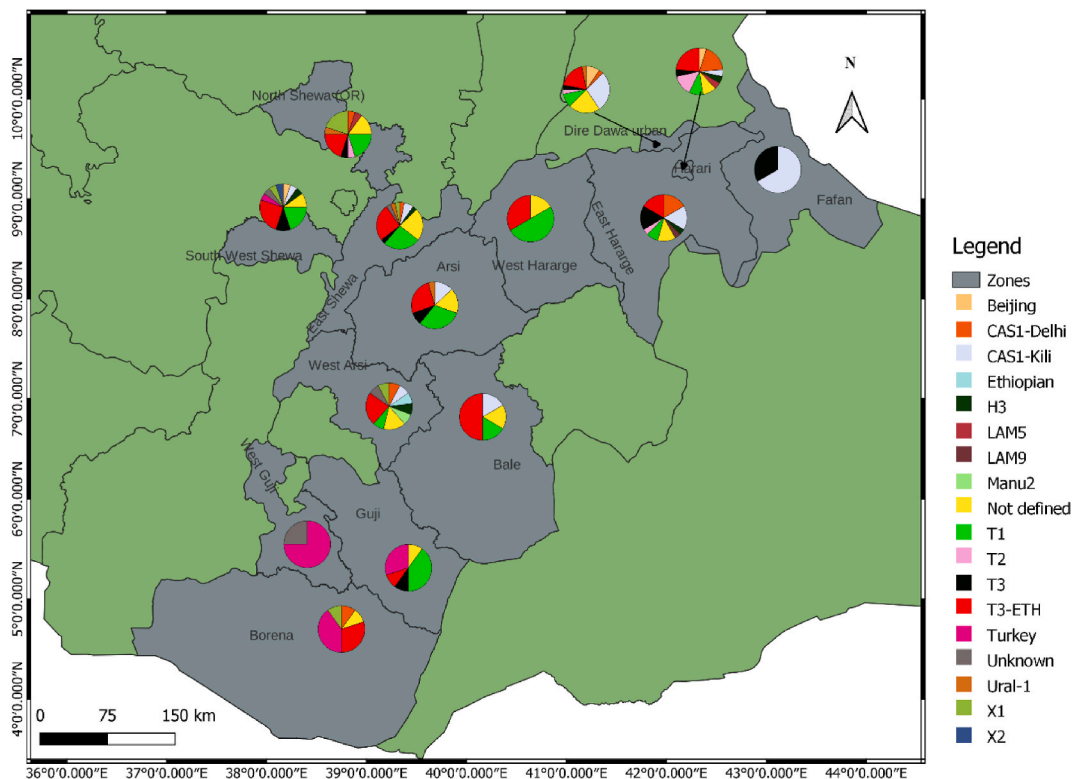 N
North Shewa (OR)
Dire Dawa urban
Harari
Fafan
South West Shewa
East Shewa
Arsi
West Hararge
East Hararge
West Arsi
Bale
West Guji
Guji
Borena
Legend
Zones
Beijing
CAS1-Delhi
CAS1-Kili
Ethiopian
H3
LAM5
LAM9
Manu2
Not defined
T1
T2
T3
T3-ETH
Turkey
Unknown
Ural-1
X1
X2
10°0'0.000"N
9°0'0.000"N
8°0'0.000"N
7°0'0.000"N
6°0'0.000"N
5°0'0.000"N
4°0'0.000"N
0 75 150 km
36°0'0.000"E 37°0'0.000"E 38°0'0.000"E 39°0'0.000"E 40°0'0.000"E 41°0'0.000"E 42°0'0.000"E 43°0'0.000"E 44°0'0.000"E